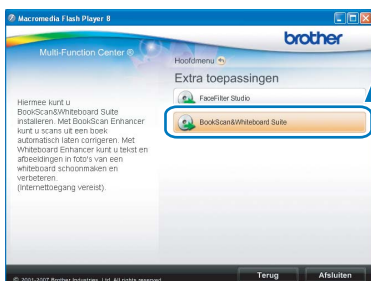 Macromedia Flash Player 8
brother
Multi-Function Center ®
Hoofdmenu
Extra toepassingen
FaceFilter Studio
BookScan&Whiteboard Suite
Hiermee kunt u
BookScan&Whiteboard Suite
installeren. Met BookScan Enhancer
kunt u scans uit een boek
automatisch laten corrigeren. Met
Whiteboard Enhancer kunt u tekst en
afbeeldingen in foto's van een
whiteboard schoonmaken en
verbeteren.
(Internettoegang vereist).
© 2001-2007 Brother Industries, Ltd. All rights reserved.
Terug
Afsluiten